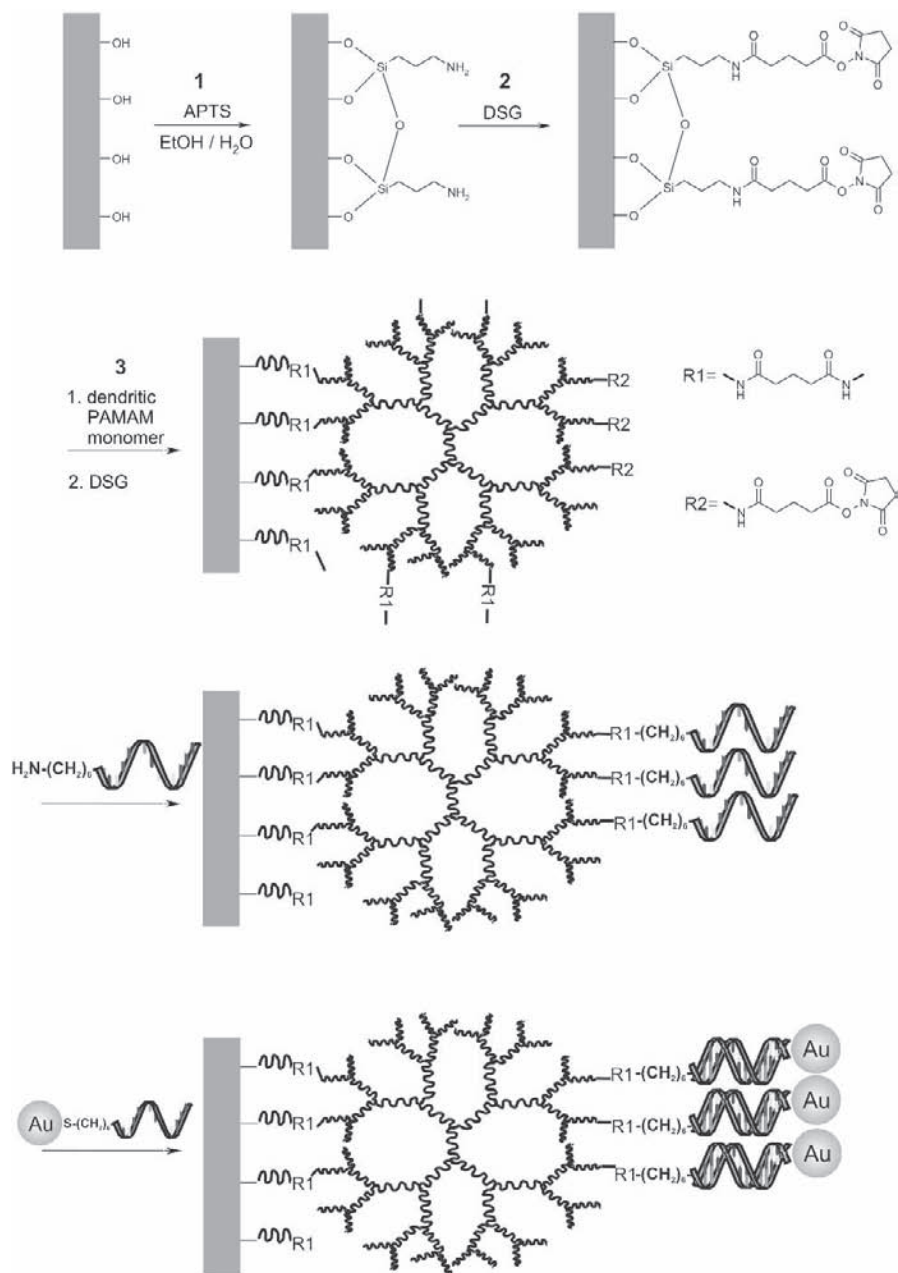 OH
OH
OH
OH
1
APTS
EtOH / H₂O
O
O
Si
NH₂
O
O
O
Si
NH₂
2
DSG
O
O
Si
N
H
O
O
O
N
O
O
O
O
O
Si
N
H
O
O
O
N
O
O
3
1. dendritic
PAMAM
monomer
2. DSG
R1
R1
R1
R1
R2
R2
R2
R1
R1
R1=
N
H
O
O
N
H
R2=
N
H
O
O
O
N
O
O
H₂N-(CH₂)₆
R1
R1
R1
R1
R1-(CH₂)₆
R1-(CH₂)₆
R1-(CH₂)₆
Au S-(CH₂)₆
R1
R1
R1
R1
R1-(CH₂)₆ Au
R1-(CH₂)₆ Au
R1-(CH₂)₆ Au